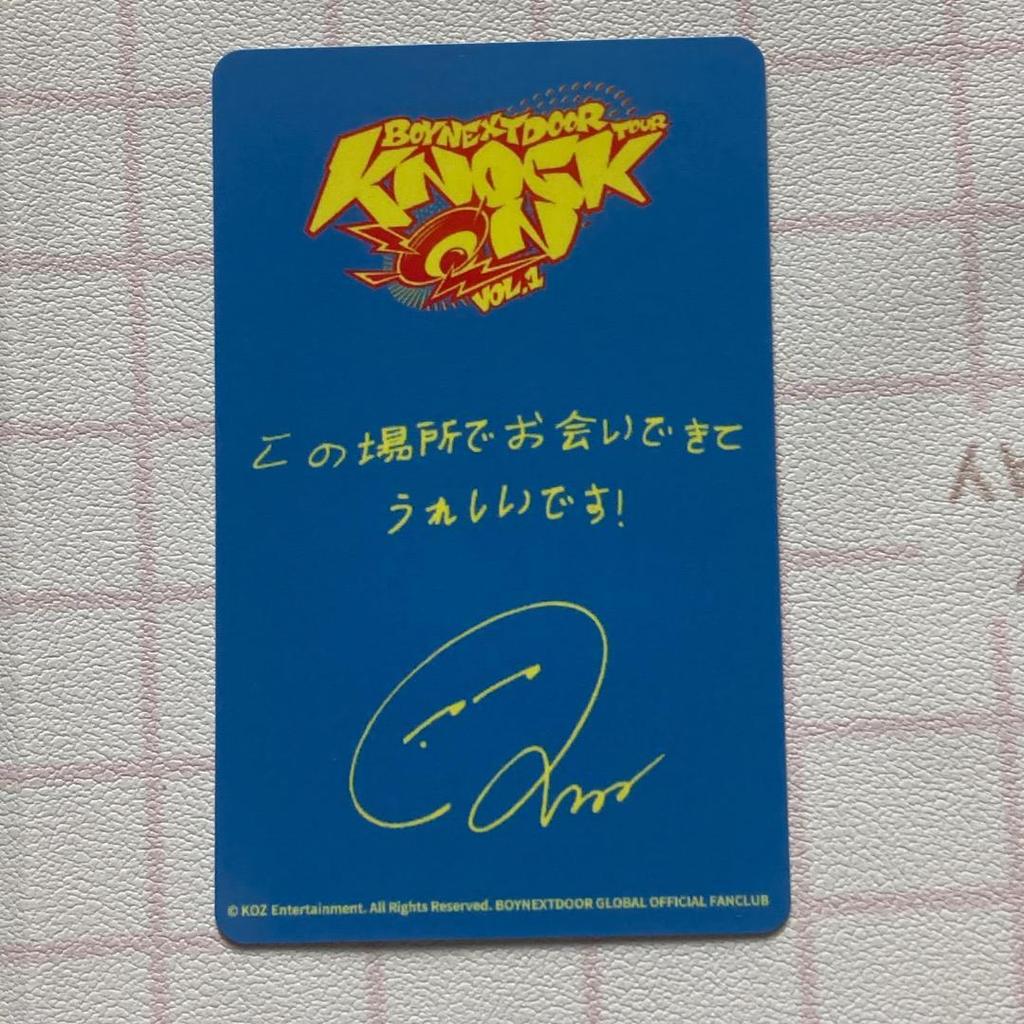 BOYNEXTDOOR TOUR
KNOCK
ON
VOL.1
この場所でお会いできて
うれしいです!
© KOZ Entertainment. All Rights Reserved. BOYNEXTDOOR GLOBAL OFFICIAL FANCLUB